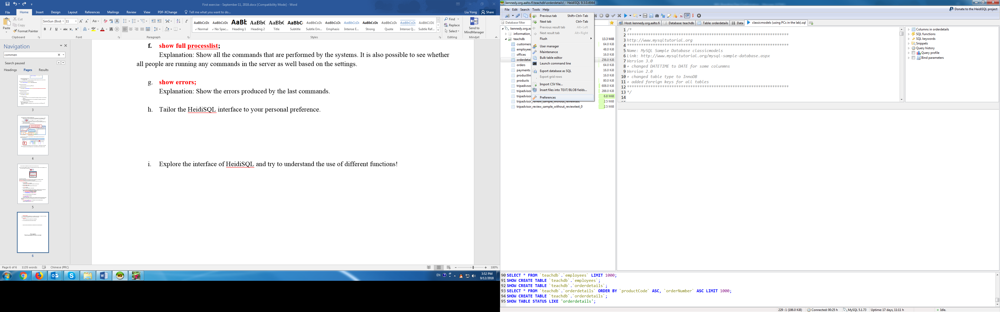 First exercise - September 11, 2018.docx [Compatibility Mode] - Word
File Home Insert Design Layout References Mailings Review View PDF-XChange Tell me what you want to do... Liu Yong Share
Paste
Cut
Copy
Format Painter
Clipboard
SimSun (Body 11
Font
Paragraph
AaBbCcDc AaBbCcDc AaBb AaBbC AaBb( AaBbC AaBbCcDc AaBbCcDc AaBbCcDc AaBbCcDc AaBbCcDc AaBbCcDc AABBCCDC
Normal No Spac... Heading 1 Heading 2 Title Subtitle Subtle Em... Emphasis Intense E... Strong Quote Intense Q... Subtle Ref...
Styles
Find
Replace
Select
Editing
Send to
MindManager
Mindjet
Navigation
commen
Search paused
Headings Pages Results
3
4
5
6
f. show full processlist;
Explanation: Show all the commands that are performed by the systems. It is also possible to see whether
all people are running any commands in the server as well based on the settings.
g. show errors;
Explanation: Show the errors produced by the last commands.
h. Tailor the HeidiSQL interface to your personal preference.
i. Explore the interface of HeidiSQL and try to understand the use of different functions!
Page 6 of 6 1135 words Chinese (PRC)
180%
EN
3:52 PM
9/12/2018
kennedy.org.aalto.fi\teachdb\orderdetails\ - HeidiSQL 9.3.0.4984
File Edit Search Tools Help
Donate to the HeidiSQL project
Database filter
kennedy.org.aa
information_
teachdb 13.3 MiB
customers 64.0 KiB
employees 48.0 KiB
offices 16.0 KiB
orderdetai 256.0 KiB
orders 64.0 KiB
payments 16.0 KiB
productlin 16.0 KiB
products 80.0 KiB
tripadvisor 608.0 KiB
tripadvisor 288.0 KiB
tripadvisor 6.8 MiB
tripadvisor_review_sample_without_reviewtext 2.5 MiB
tripadvisor_review_sample_without_reviewtext_0 2.5 MiB
Previous tab Shift+Ctrl+Tab
Next tab Ctrl+Tab
Previous result tab Alt+Left
Next result tab Alt+Right
Flush
User manager
Maintenance
Bulk table editor
Launch command line
Export database as SQL
Export grid rows
Import CSV file...
Insert files into TEXT/BLOB fields...
Preferences
Host: kennedy.org.aalto.fi Database: teachdb Table: orderdetails Data classicmodels (using PCs in the lab).sql
1 /*
2 **********************************************************************
3 http://www.mysqltutorial.org
4 **********************************************************************
5 Name: MySQL Sample Database classicmodels
6 Link: http://www.mysqltutorial.org/mysql-sample-database.aspx
7 Version 3.0
8 + changed DATETIME to DATE for some colunmns
9 Version 2.0
10 + changed table type to InnoDB
11 + added foreign keys for all tables
12 **********************************************************************
13 */
14
Columns in orderdetails
SQL functions
SQL keywords
Snippets
Query history
Query profile
Bind parameters
90 SELECT * FROM `teachdb`.`employees` LIMIT 1000;
91 SHOW CREATE TABLE `teachdb`.`employees`;
92 SHOW CREATE TABLE `teachdb`.`orderdetails`;
93 SELECT * FROM `teachdb`.`orderdetails` ORDER BY `productCode` ASC, `orderNumber` ASC LIMIT 1000;
94 SHOW CREATE TABLE `teachdb`.`orderdetails`;
95 SHOW TABLE STATUS LIKE 'orderdetails';
229 : 1 (186.0 KiB) Connected: 00:25 h MySQL 5.1.73 Uptime: 17 days, 11:11 h Idle.